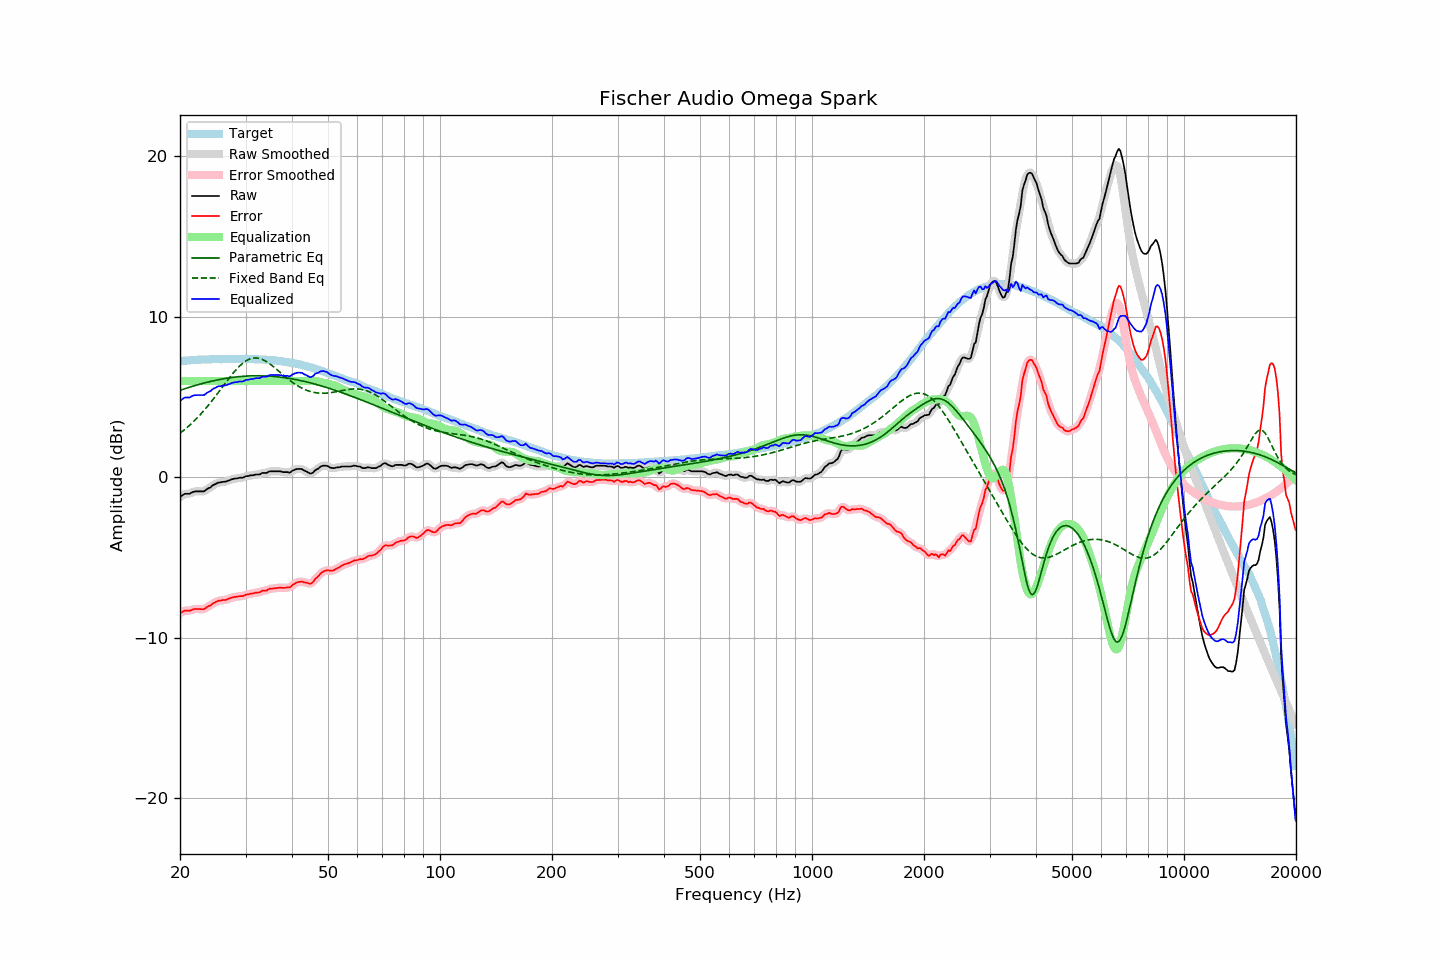 Fischer Audio Omega Spark
Target
Raw Smoothed
Error Smoothed
Raw
Error
Equalization
Parametric Eq
Fixed Band Eq
Equalized
Amplitude (dBr)
20
10
0
−10
−20
20 50 100 200 500 1000 2000 5000 10000 20000
Frequency (Hz)